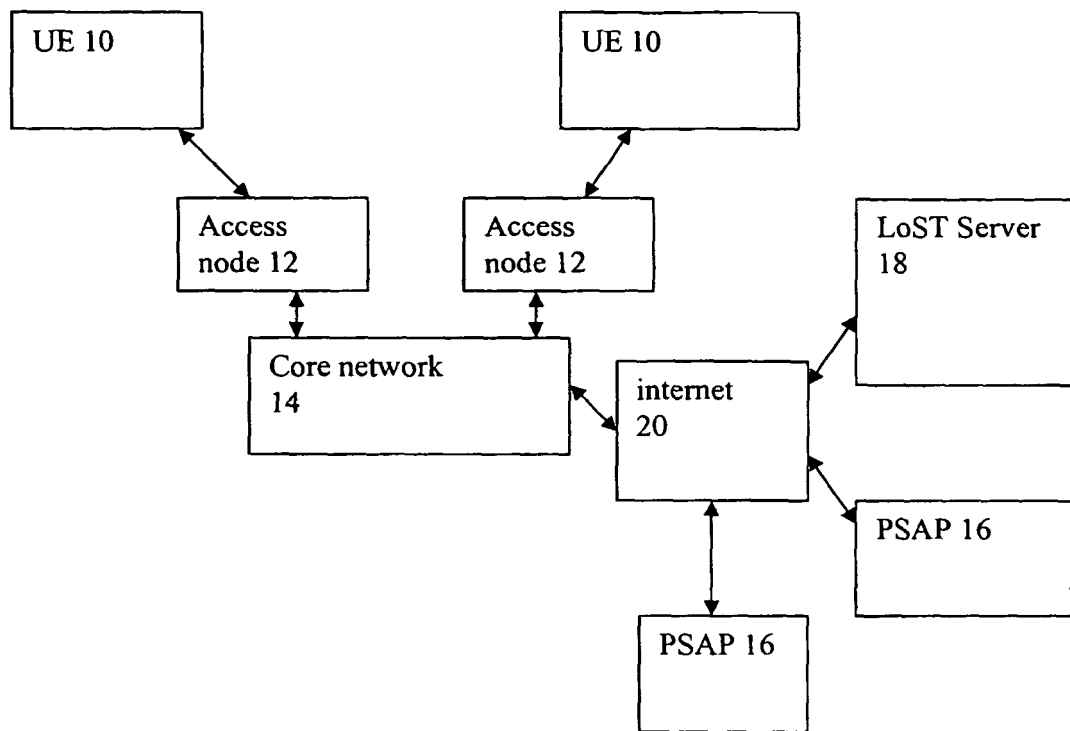 UE 10
UE 10
Access
node 12
Access
node 12
LoST Server
18
Core network
14
internet
20
PSAP 16
PSAP 16